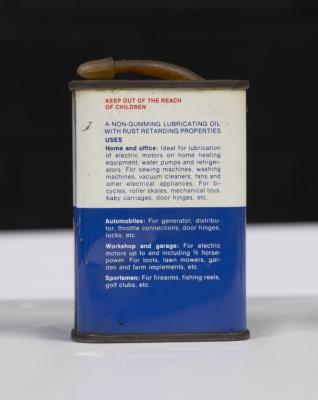 KEEP OUT OF THE REACH
OF CHILDREN
A NON-GUMMING LUBRICATING OIL
WITH RUST RETARDING PROPERTIES
USES
Home and office: Ideal for lubrication
of electric motors on home heating
equipment, water pumps and refriger-
ators. For sewing machines, washing
machines, vacuum cleaners, fans and
other electrical appliances. For bi-
cycles, roller skates, mechanical toys,
baby carriages, door hinges, etc.
Automobiles: For generator, distribu-
tor, throttle connections, door hinges,
locks, etc.
Workshop and garage: For electric
motors up to and including ½ horse-
power. For tools, lawn mowers, gar-
den and farm implements, etc.
Sportsmen: For firearms, fishing reels,
golf clubs, etc.